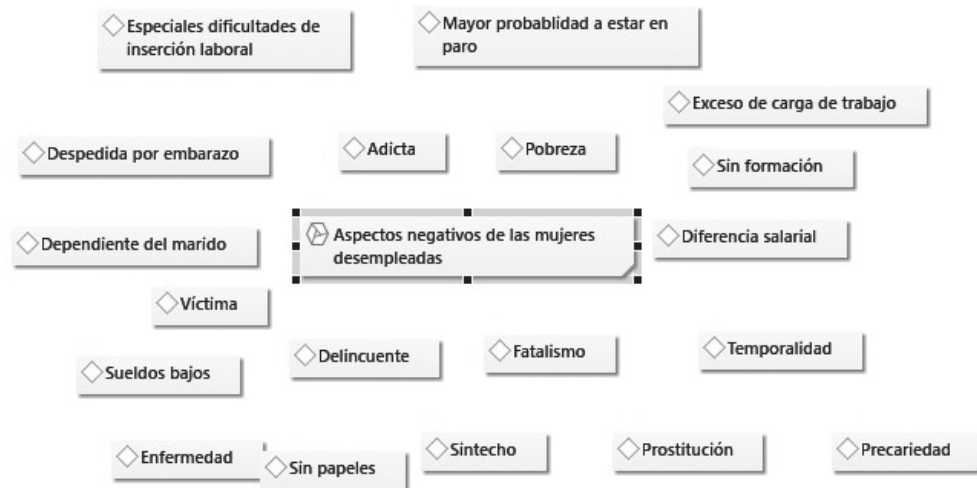 Especiales dificultades de
inserción laboral
Mayor probablidad a estar en
paro
Exceso de carga de trabajo
Despedida por embarazo
Adicta
Pobreza
Sin formación
Dependiente del marido
Aspectos negativos de las mujeres
desempleadas
Diferencia salarial
Víctima
Sueldos bajos
Delincuente
Fatalismo
Temporalidad
Enfermedad
Sin papeles
Sintecho
Prostitución
Precariedad